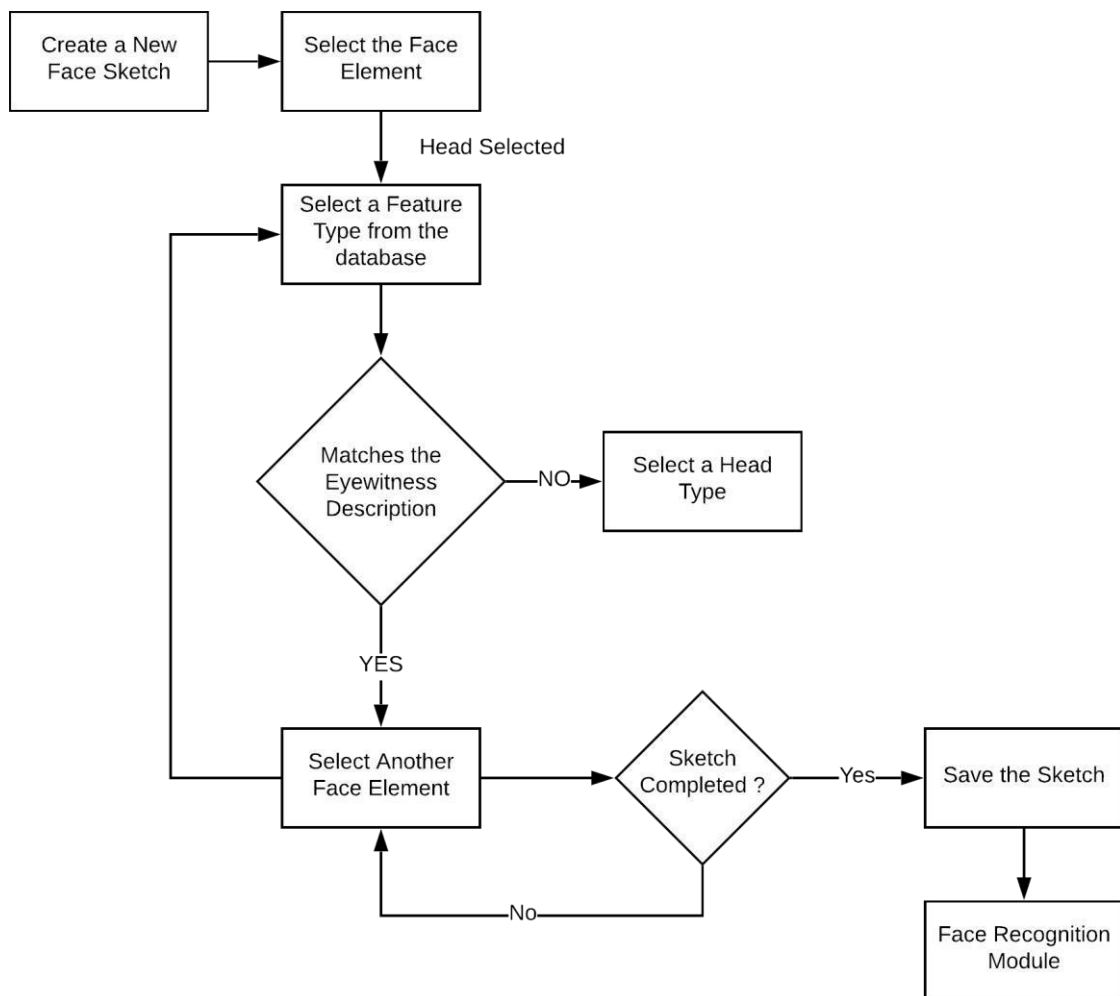 Create a New
Face Sketch
Select the Face
Element
Head Selected
Select a Feature
Type from the
database
Matches the
Eyewitness
Description
NO
Select a Head
Type
YES
Select Another
Face Element
Sketch
Completed ?
Yes
Save the Sketch
No
Face Recognition
Module